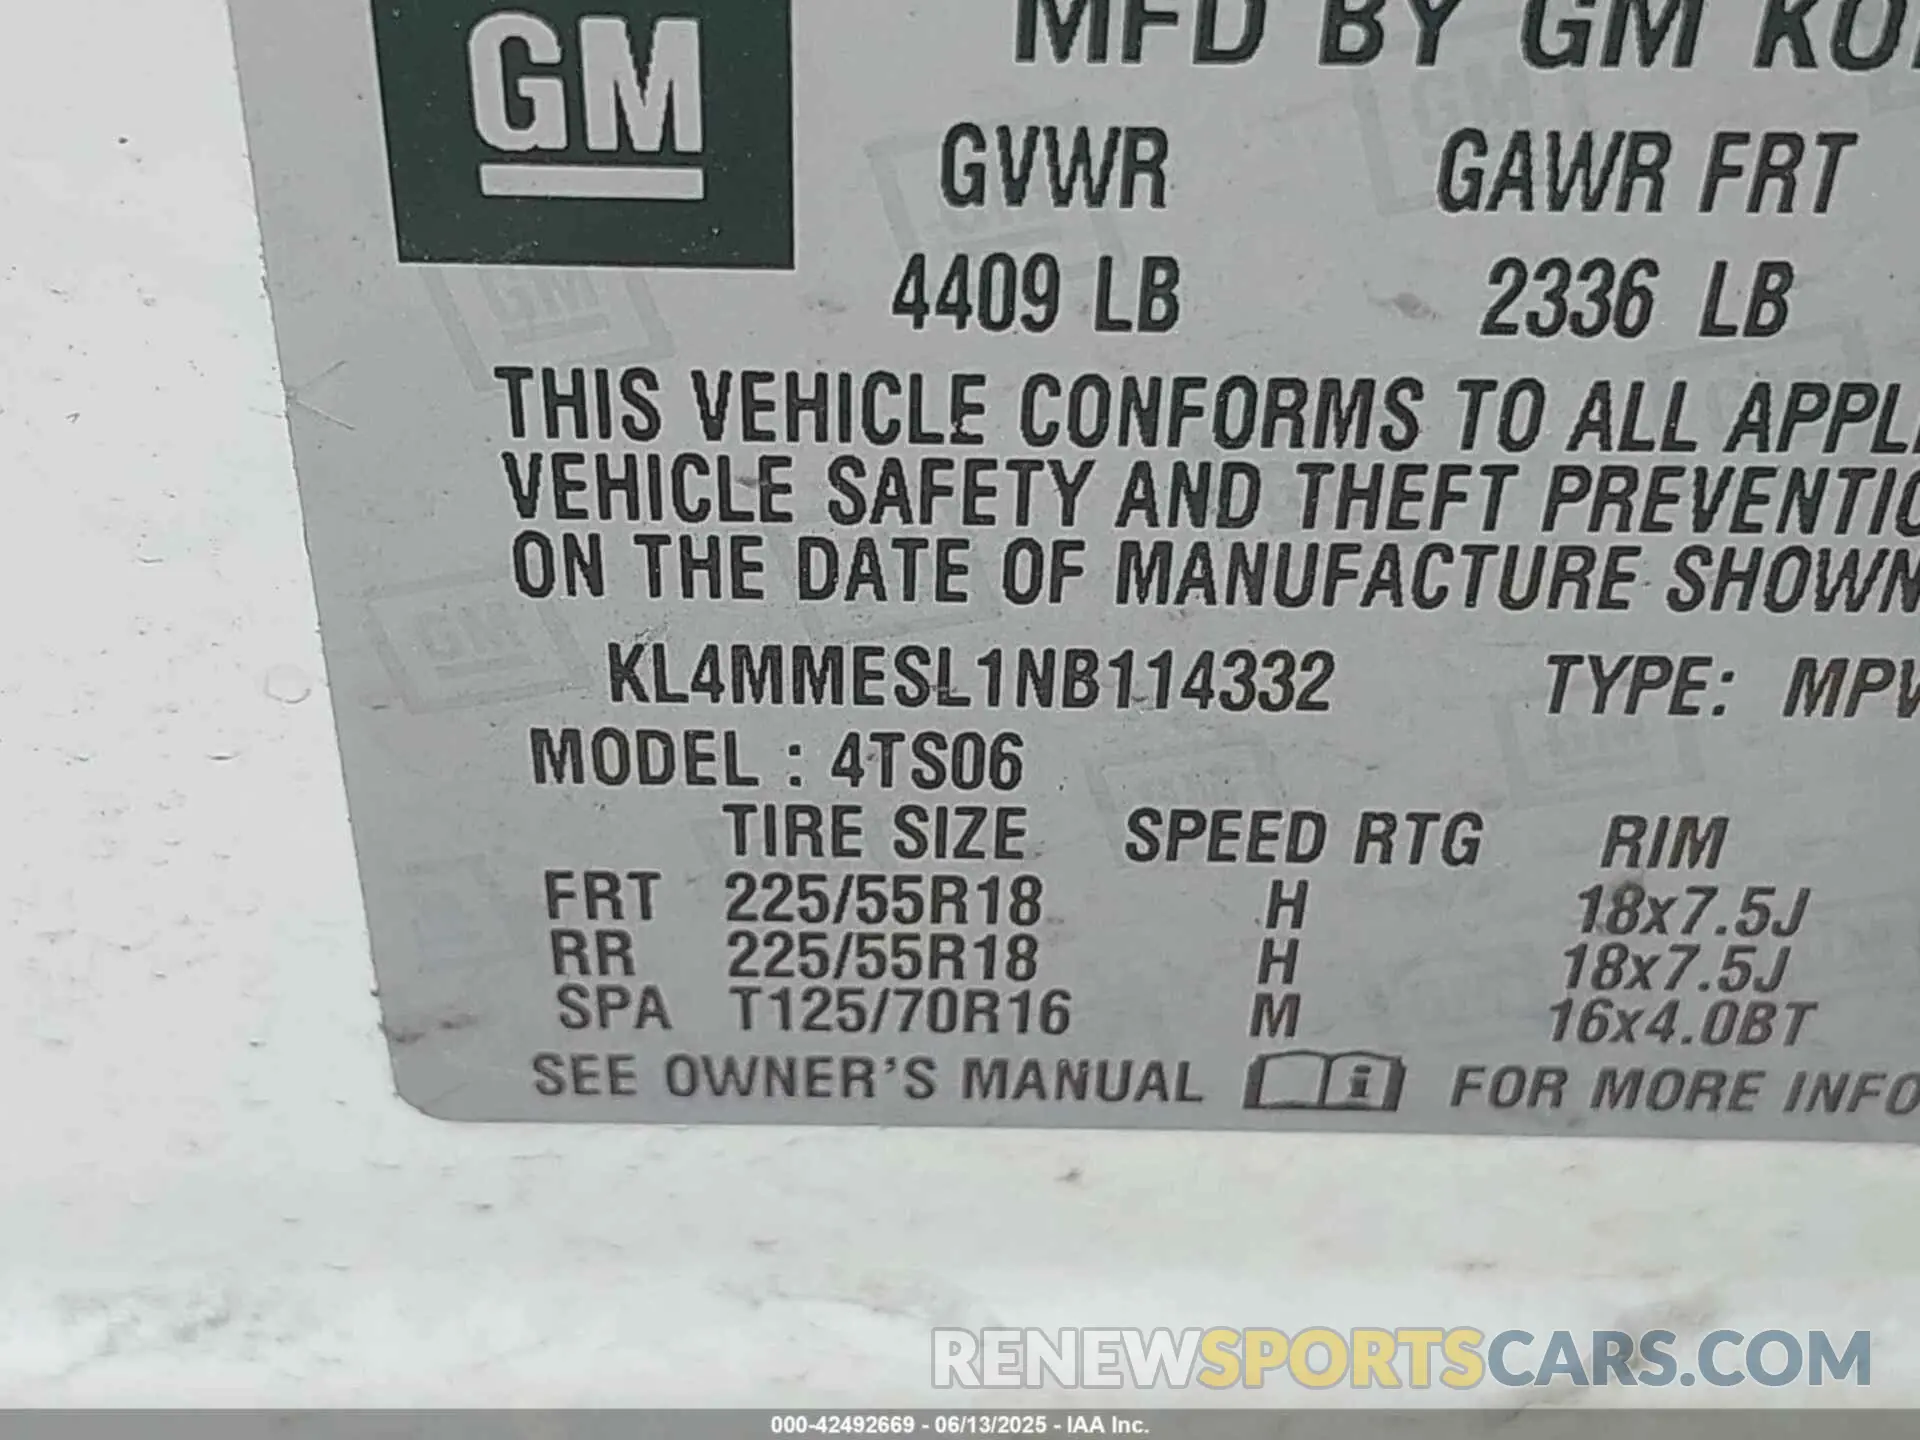 GM
MFD BY GM KO
GVWR GAWR FRT
4409 LB 2336 LB
THIS VEHICLE CONFORMS TO ALL APPL
VEHICLE SAFETY AND THEFT PREVENTIO
ON THE DATE OF MANUFACTURE SHOWN
KL4MMESL1NB114332 TYPE: MPV
MODEL : 4TS06
TIRE SIZE SPEED RTG RIM
FRT 225/55R18 H 18x7.5J
RR 225/55R18 H 18x7.5J
SPA T125/70R16 M 16x4.0BT
SEE OWNER'S MANUAL i FOR MORE INFO
RENEWSPORTSCARS.COM
000-42492669 - 06/13/2025 - IAA Inc.